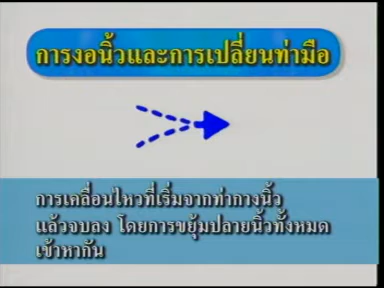 การงอนิ้วและการเปลี่ยนท่ามือ
การเคลื่อนไหวที่เริ่มจากท่ากางนิ้ว
แล้วจบลง โดยการขยุ้มปลายนิ้วทั้งหมด
เข้าหากัน